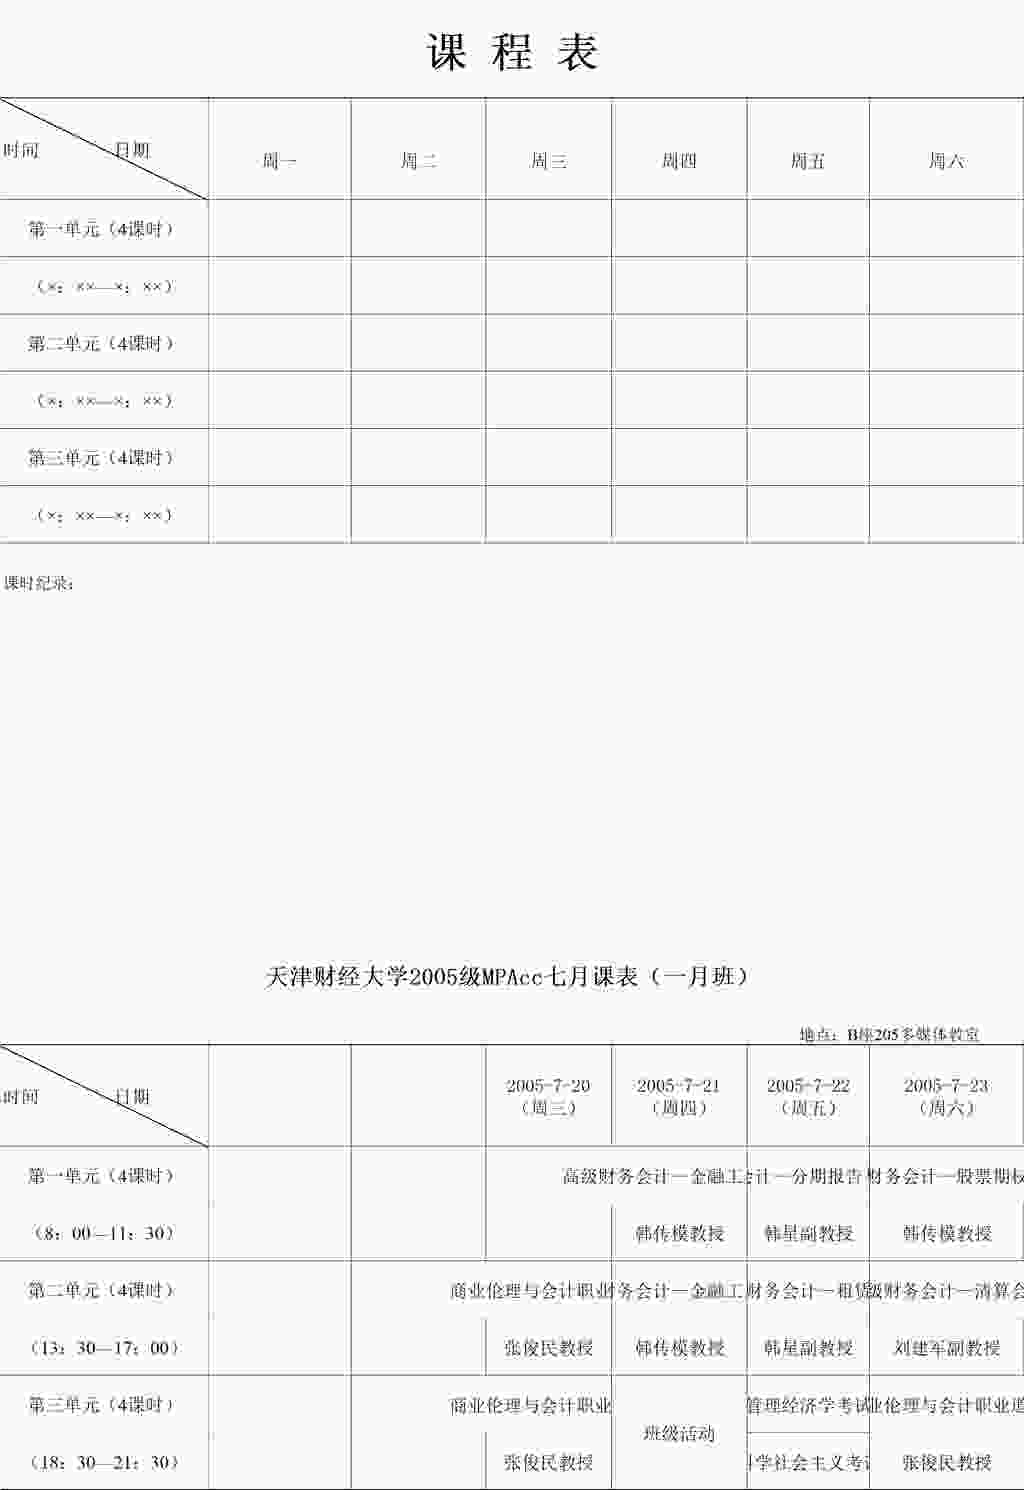 课 程 表
时间 日期 周一 周二 周三 周四 周五 周六
第一单元（4课时）
（×：××—×：××）
第二单元（4课时）
（×：××—×：××）
第三单元（4课时）
（×：××—×：××）
课时纪录：
天津财经大学2005级MPAcc七月课表（一月班）
地点：B座205多媒体教室
时间 日期 2005-7-20 2005-7-21 2005-7-22 2005-7-23
（周三） （周四） （周五） （周六）
第一单元（4课时） 高级财务会计—金融工 会计—分期报告 财务会计—股票期权
（8：00—11：30） 韩传模教授 韩星副教授 韩传模教授
第二单元（4课时） 商业伦理与会计职业 财务会计—金融工 财务会计—租赁 级财务会计—清算会
（13：30—17：00） 张俊民教授 韩传模教授 韩星副教授 刘建军副教授
第三单元（4课时） 商业伦理与会计职业 班级活动 管理经济学考试 业伦理与会计职业道
（18：30—21：30） 张俊民教授 学社会主义考试 张俊民教授